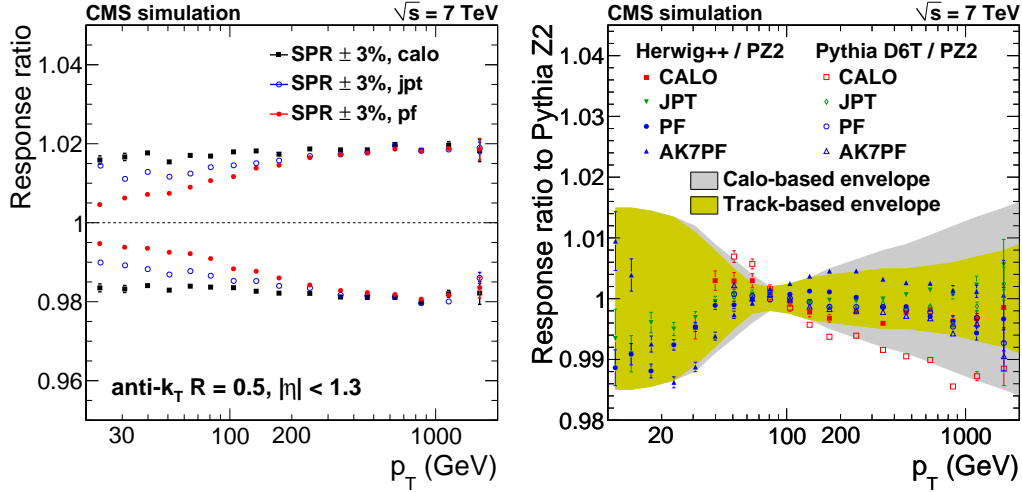 CMS simulation √s = 7 TeV
Response ratio
1.04
1.02
1
0.98
0.96
SPR ± 3%, calo
SPR ± 3%, jpt
SPR ± 3%, pf
anti-k_T R = 0.5, |η| < 1.3
30 100 200 1000
p_T (GeV)
CMS simulation √s = 7 TeV
Response ratio to Pythia Z2
1.04
1.03
1.02
1.01
1
0.99
0.98
Herwig++ / PZ2 Pythia D6T / PZ2
CALO CALO
JPT JPT
PF PF
AK7PF AK7PF
Calo-based envelope
Track-based envelope
20 100 200 1000
p_T (GeV)